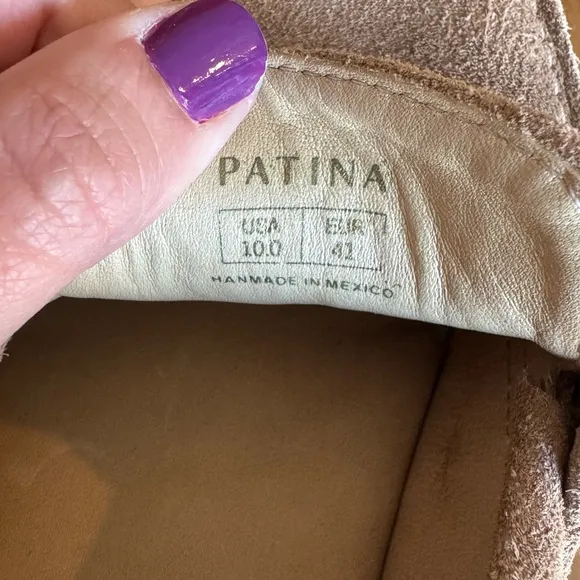 PATINA
USA EUR
10.0 41
HANMADE IN MEXICO